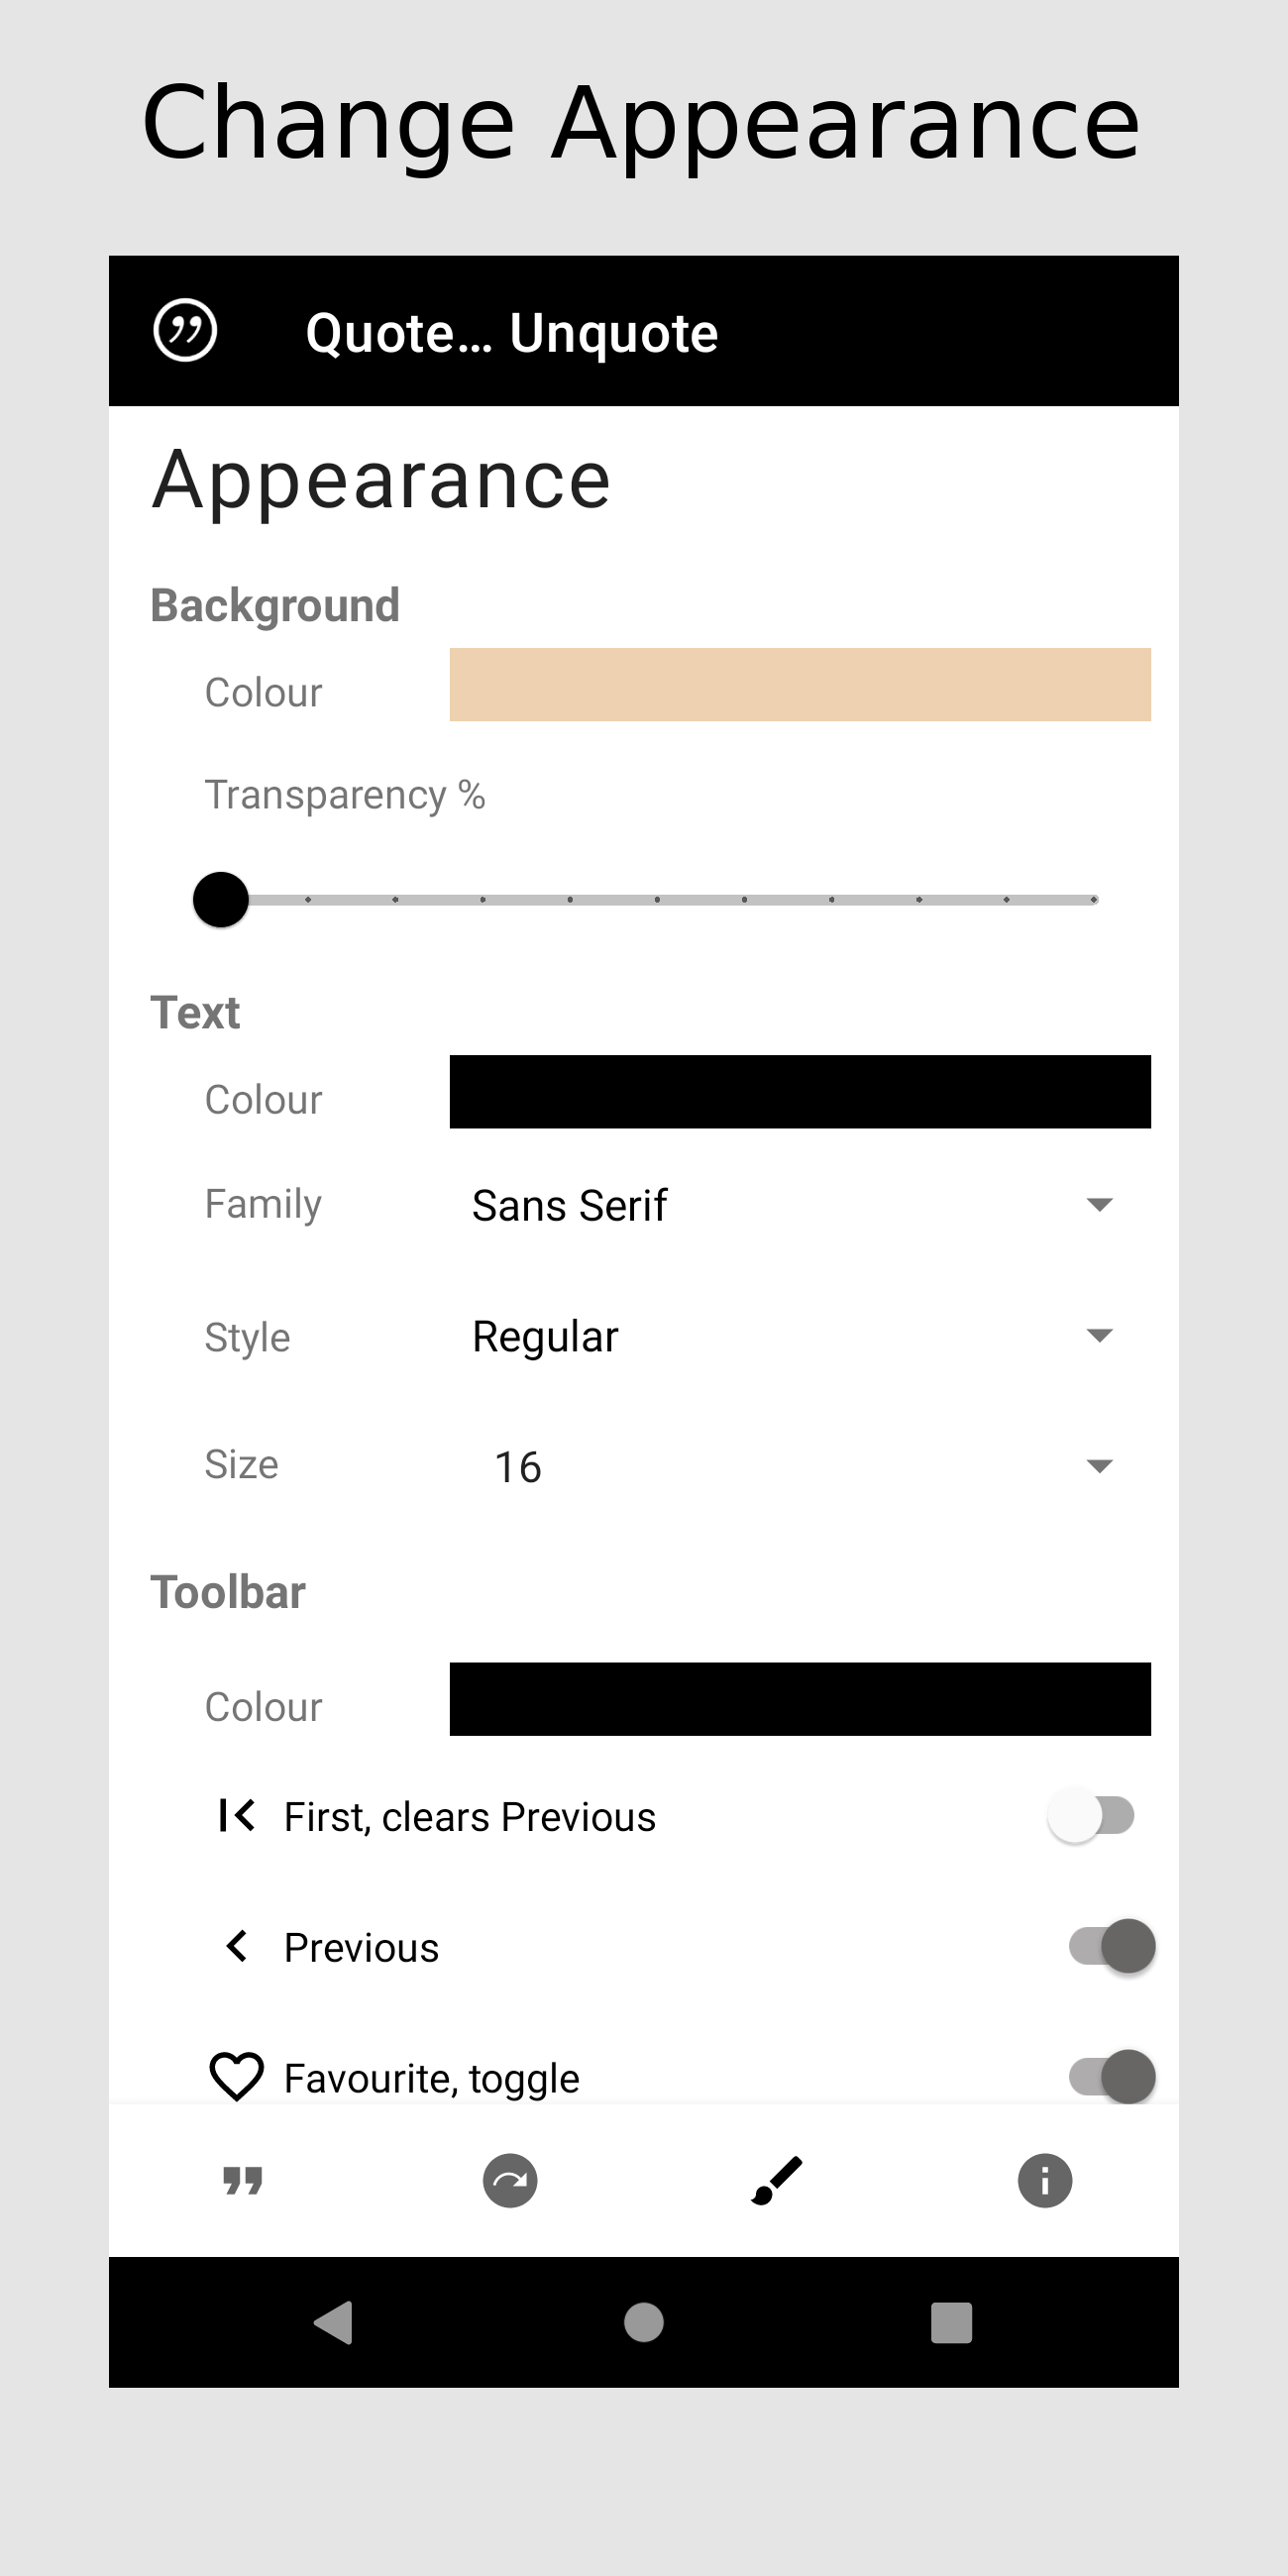 Change Appearance
Quote… Unquote
Appearance
Background
Colour
Transparency %
Text
Colour
Family Sans Serif
Style Regular
Size 16
Toolbar
Colour
First, clears Previous
Previous
Favourite, toggle